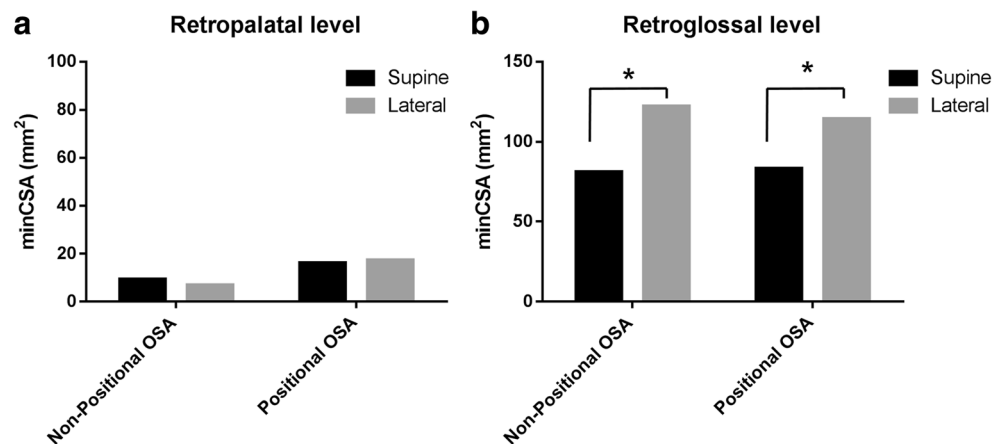 a
Retropalatal level
minCSA (mm²)
100
80
60
40
20
0
Supine
Lateral
Non-Positional OSA
Positional OSA
b
Retroglossal level
minCSA (mm²)
150
100
50
0
*
*
Supine
Lateral
Non-Positional OSA
Positional OSA